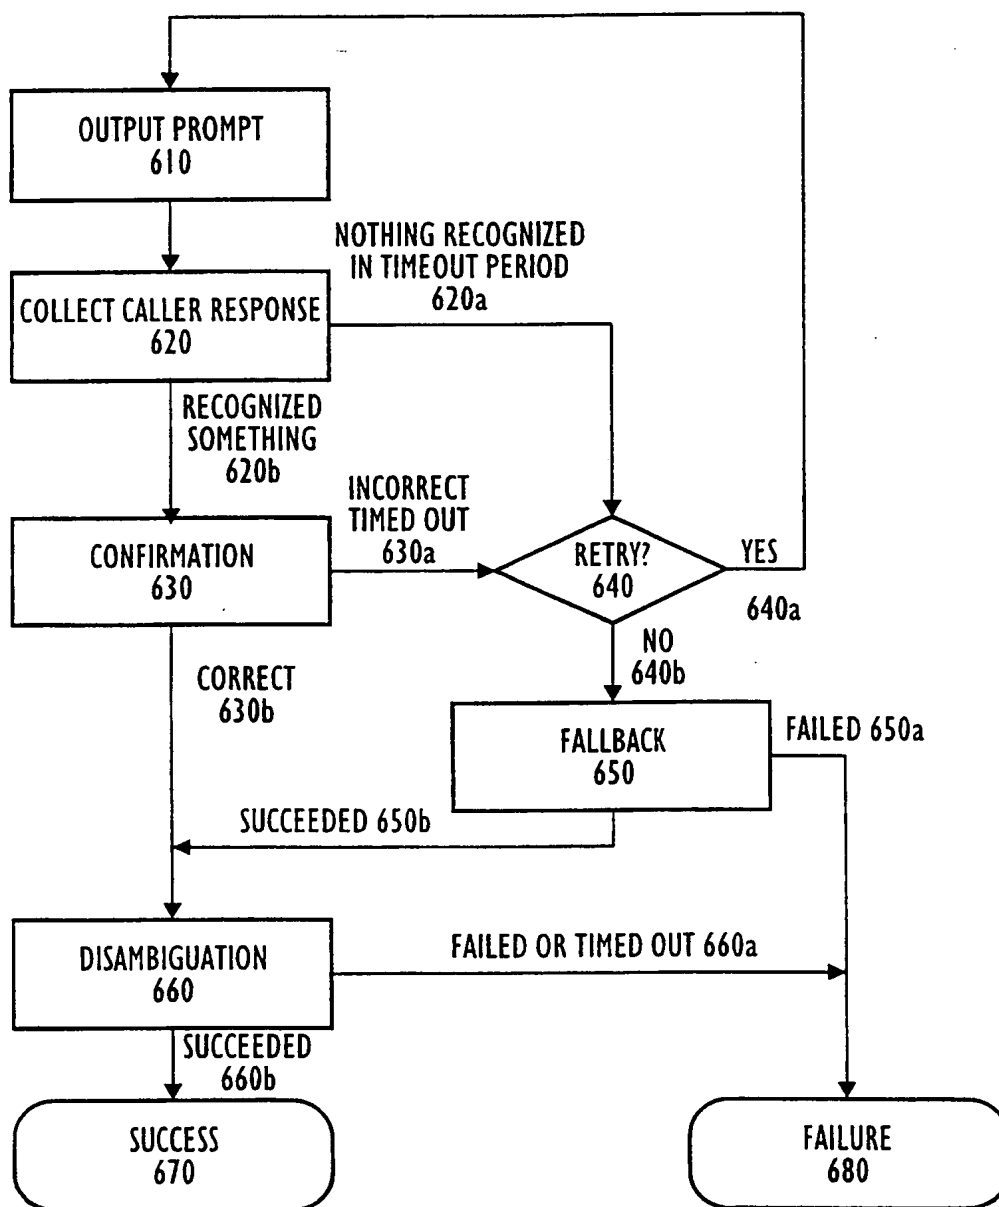 OUTPUT PROMPT
610
NOTHING RECOGNIZED
IN TIMEOUT PERIOD
620a
COLLECT CALLER RESPONSE
620
RECOGNIZED
SOMETHING
620b
INCORRECT
TIMED OUT
630a
CONFIRMATION
630
RETRY?
640
YES
640a
NO
640b
CORRECT
630b
FALLBACK
650
FAILED 650a
SUCCEEDED 650b
DISAMBIGUATION
660
FAILED OR TIMED OUT 660a
SUCCEEDED
660b
SUCCESS
670
FAILURE
680